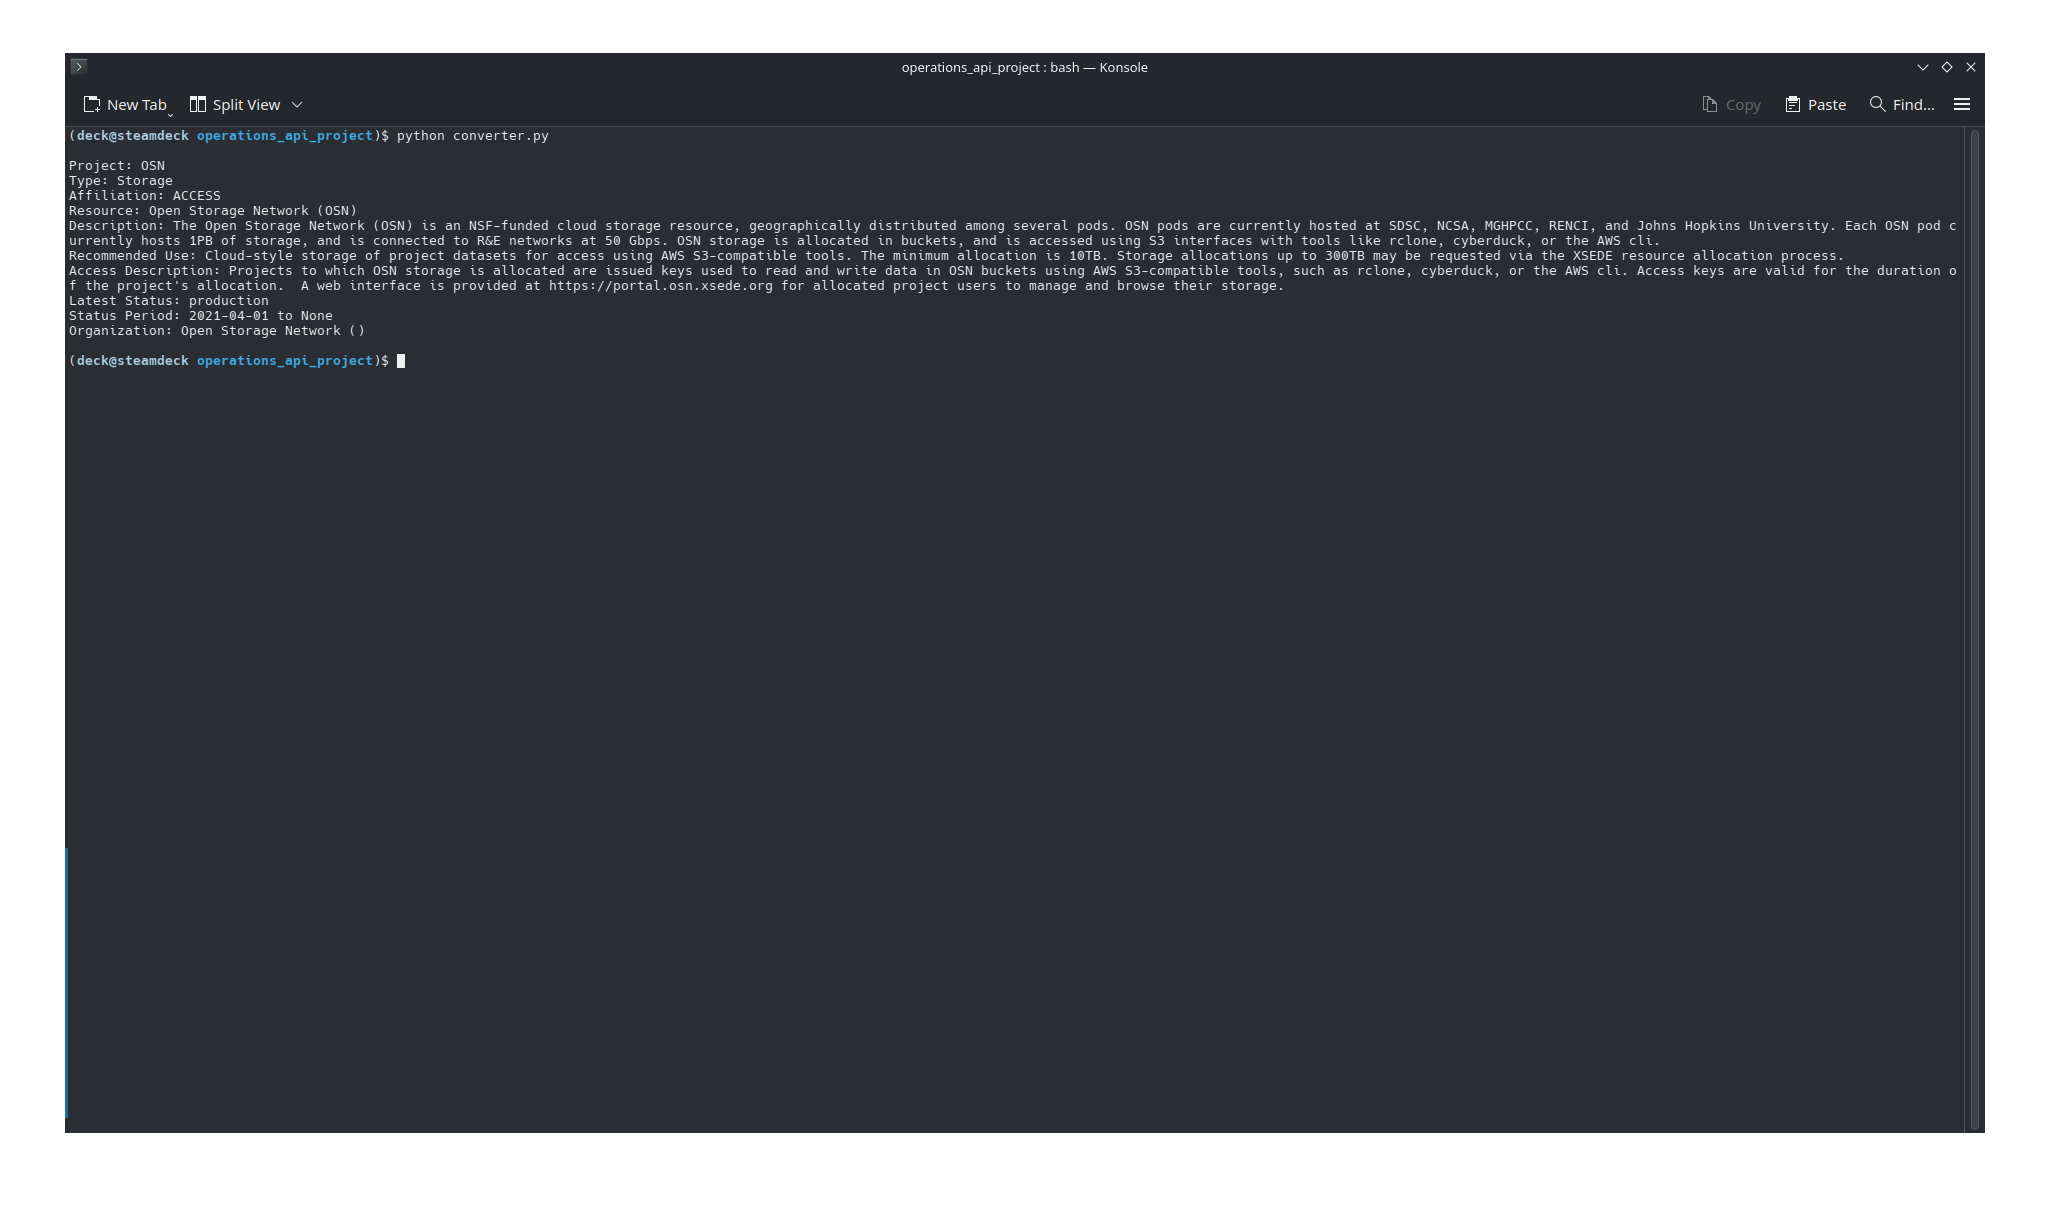 operations_api_project : bash — Konsole
New Tab Split View Copy Paste Find...
(deck@steamdeck operations_api_project)$ python converter.py
Project: OSN
Type: Storage
Affiliation: ACCESS
Resource: Open Storage Network (OSN)
Description: The Open Storage Network (OSN) is an NSF-funded cloud storage resource, geographically distributed among several pods. OSN pods are currently hosted at SDSC, NCSA, MGHPCC, RENCI, and Johns Hopkins University. Each OSN pod c
urrently hosts 1PB of storage, and is connected to R&E networks at 50 Gbps. OSN storage is allocated in buckets, and is accessed using S3 interfaces with tools like rclone, cyberduck, or the AWS cli.
Recommended Use: Cloud-style storage of project datasets for access using AWS S3-compatible tools. The minimum allocation is 10TB. Storage allocations up to 300TB may be requested via the XSEDE resource allocation process.
Access Description: Projects to which OSN storage is allocated are issued keys used to read and write data in OSN buckets using AWS S3-compatible tools, such as rclone, cyberduck, or the AWS cli. Access keys are valid for the duration o
f the project's allocation.  A web interface is provided at https://portal.osn.xsede.org for allocated project users to manage and browse their storage.
Latest Status: production
Status Period: 2021-04-01 to None
Organization: Open Storage Network ()
(deck@steamdeck operations_api_project)$